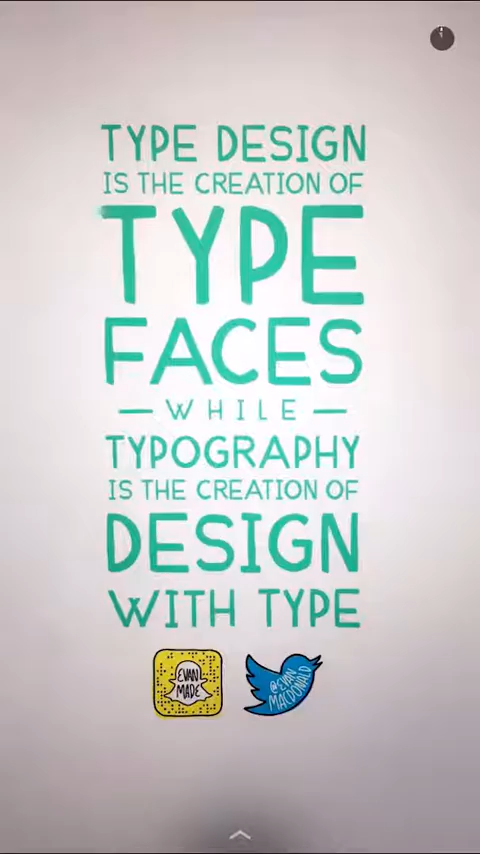 TYPE DESIGN
IS THE CREATION OF
TYPE
FACES
— WHILE —
TYPOGRAPHY
IS THE CREATION OF
DESIGN
WITH TYPE
EVAN
MADE
@EVAN
MACDONALD